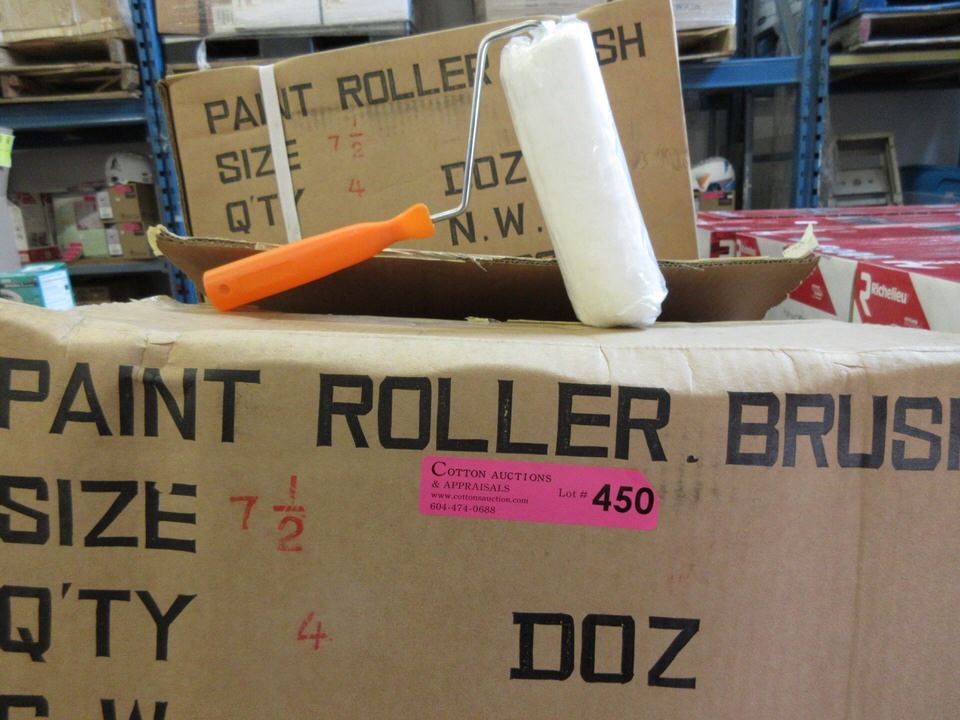 PAINT ROLLER
SIZE 7 1/2
Q'TY 4 DOZ
N.W.
Richelieu
PAINT ROLLER. BRUSH
SIZE 7 1/2
COTTON AUCTIONS
& APPRAISALS
www.cottonsauction.com
604-474-0688
Lot # 450
Q'TY 4 DOZ